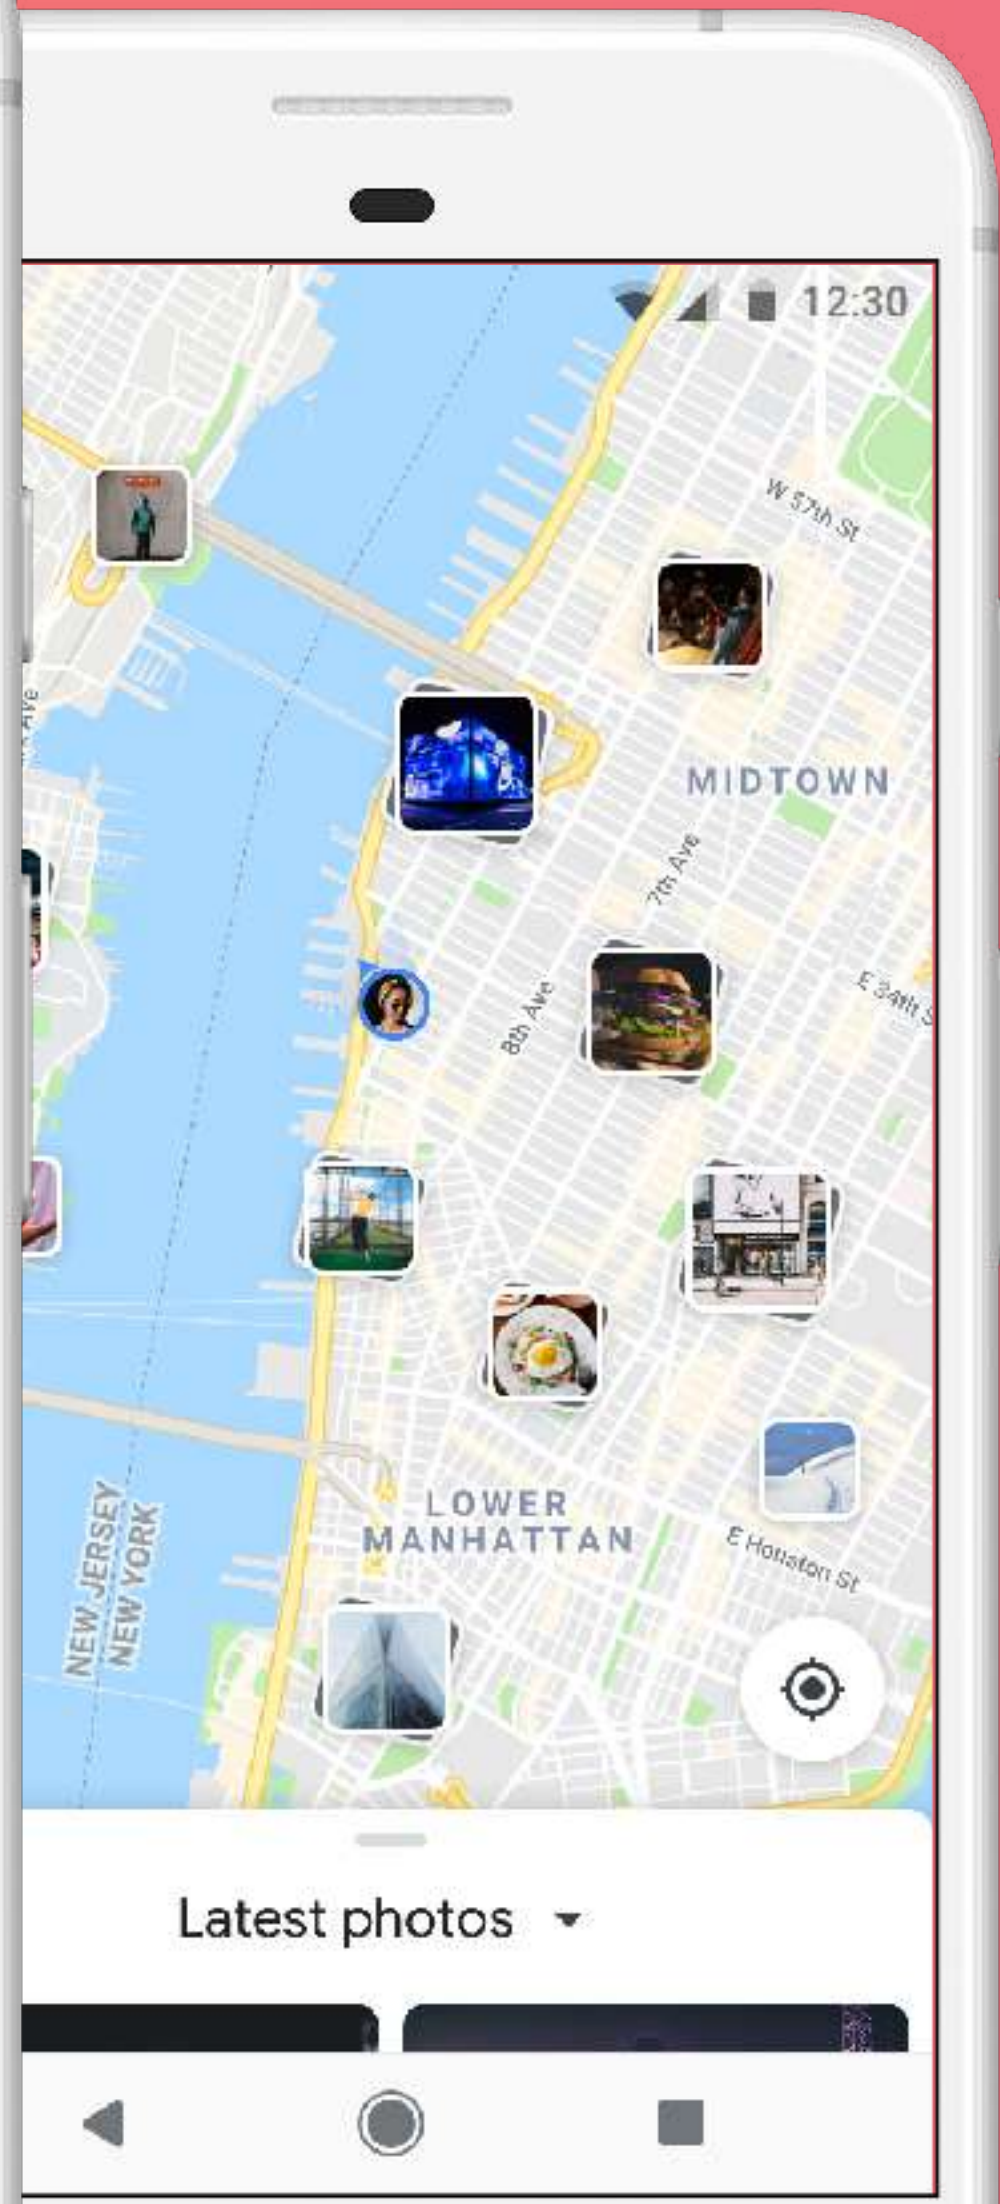 12:30
W 57th St
MIDTOWN
7th Ave
8th Ave
E 34th S
LOWER
MANHATTAN
E Houston St
NEW JERSEY
NEW YORK
Latest photos